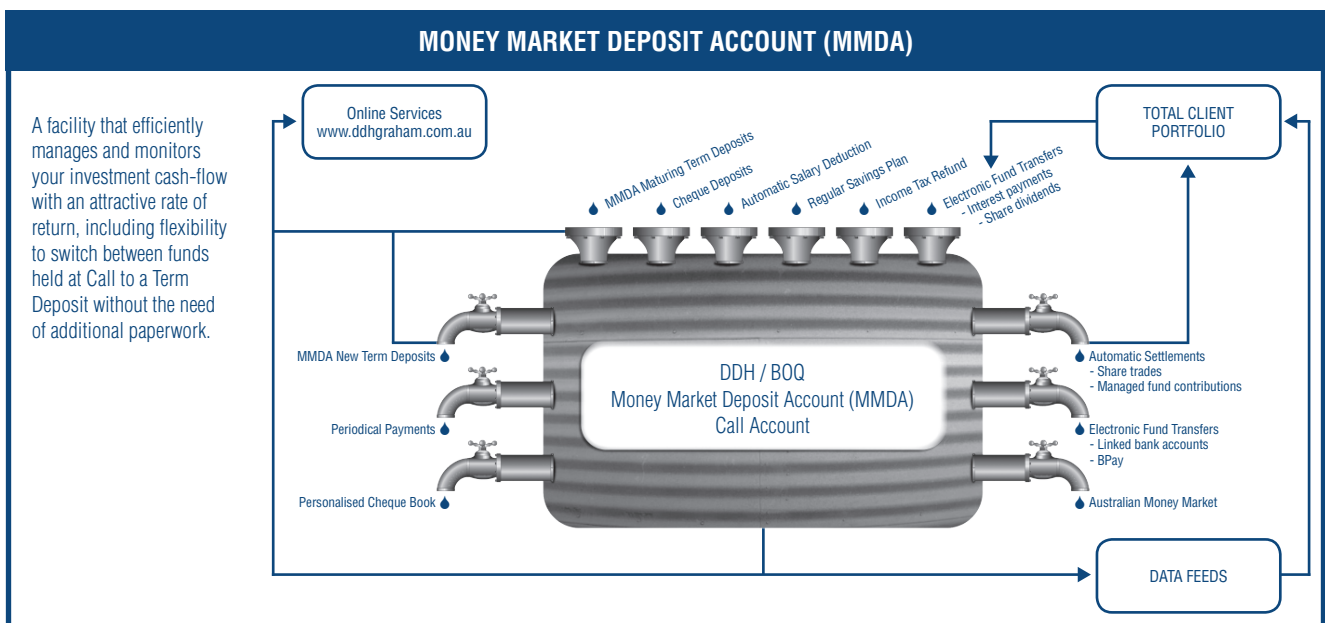 MONEY MARKET DEPOSIT ACCOUNT (MMDA)
A facility that efficiently
manages and monitors
your investment cash-flow
with an attractive rate of
return, including flexibility
to switch between funds
held at Call to a Term
Deposit without the need
of additional paperwork.
Online Services
www.ddhgraham.com.au
MMDA Maturing Term Deposits
Cheque Deposits
Automatic Salary Deduction
Regular Savings Plan
Income Tax Refund
Electronic Fund Transfers
- Interest payments
- Share dividends
TOTAL CLIENT
PORTFOLIO
MMDA New Term Deposits
Periodical Payments
Personalised Cheque Book
DDH / BOQ
Money Market Deposit Account (MMDA)
Call Account
Automatic Settlements
- Share trades
- Managed fund contributions
Electronic Fund Transfers
- Linked bank accounts
- BPay
Australian Money Market
DATA FEEDS